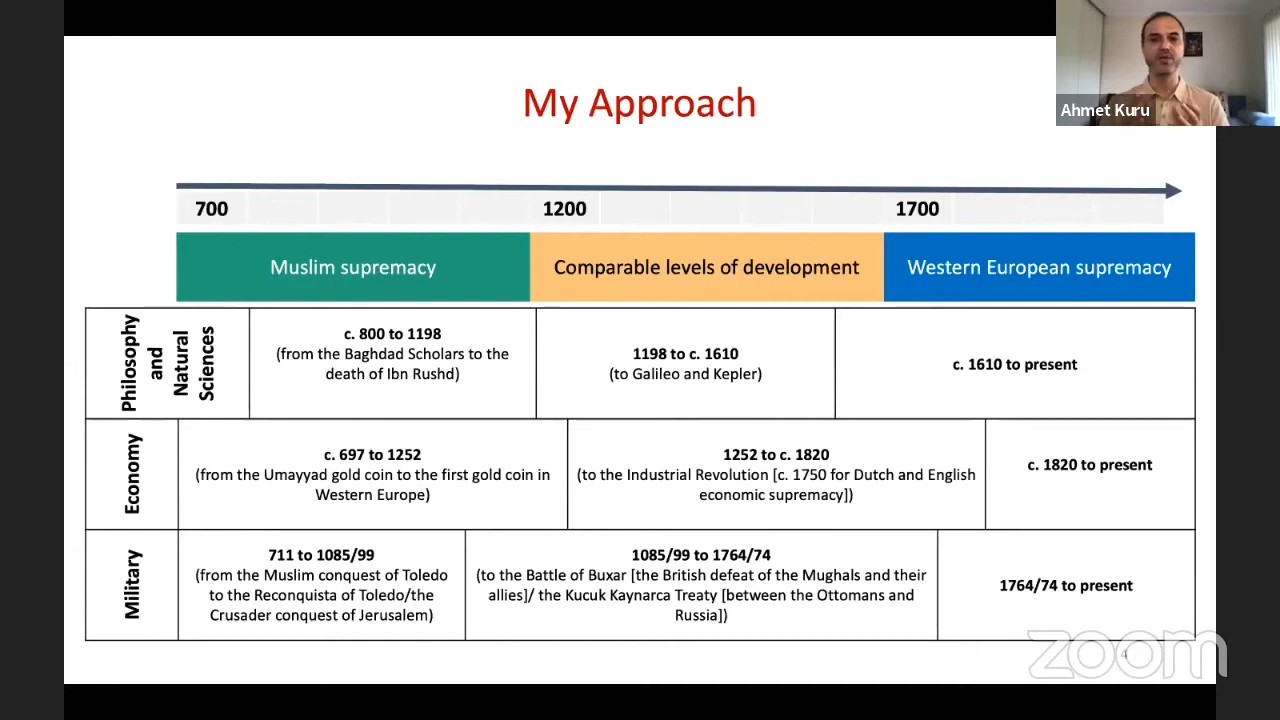 My Approach
Ahmet Kuru
700 1200 1700
Muslim supremacy
Comparable levels of development
Western European supremacy
Philosophy
and
Natural
Sciences
c. 800 to 1198
(from the Baghdad Scholars to the
death of Ibn Rushd)
1198 to c. 1610
(to Galileo and Kepler)
c. 1610 to present
Economy
c. 697 to 1252
(from the Umayyad gold coin to the first gold coin in
Western Europe)
1252 to c. 1820
(to the Industrial Revolution [c. 1750 for Dutch and English
economic supremacy])
c. 1820 to present
Military
711 to 1085/99
(from the Muslim conquest of Toledo
to the Reconquista of Toledo/the
Crusader conquest of Jerusalem)
1085/99 to 1764/74
(to the Battle of Buxar [the British defeat of the Mughals and their
allies]/ the Kucuk Kaynarca Treaty [between the Ottomans and
Russia])
1764/74 to present
4
zoom